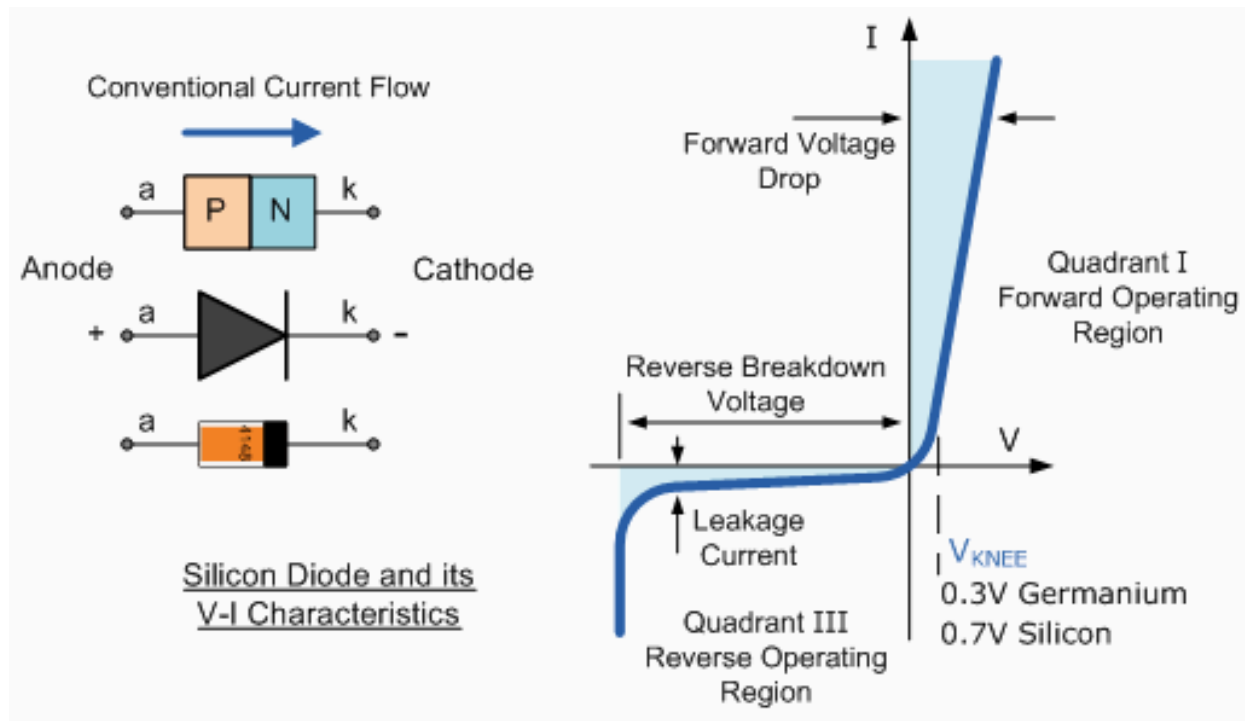 Conventional Current Flow
a
k
P
N
Anode
Cathode
a
k
+
-
a
k
4148
Silicon Diode and its
V-I Characteristics
I
Forward Voltage
Drop
Quadrant I
Forward Operating
Region
Reverse Breakdown
Voltage
V
Leakage
Current
VKNEE
0.3V Germanium
0.7V Silicon
Quadrant III
Reverse Operating
Region